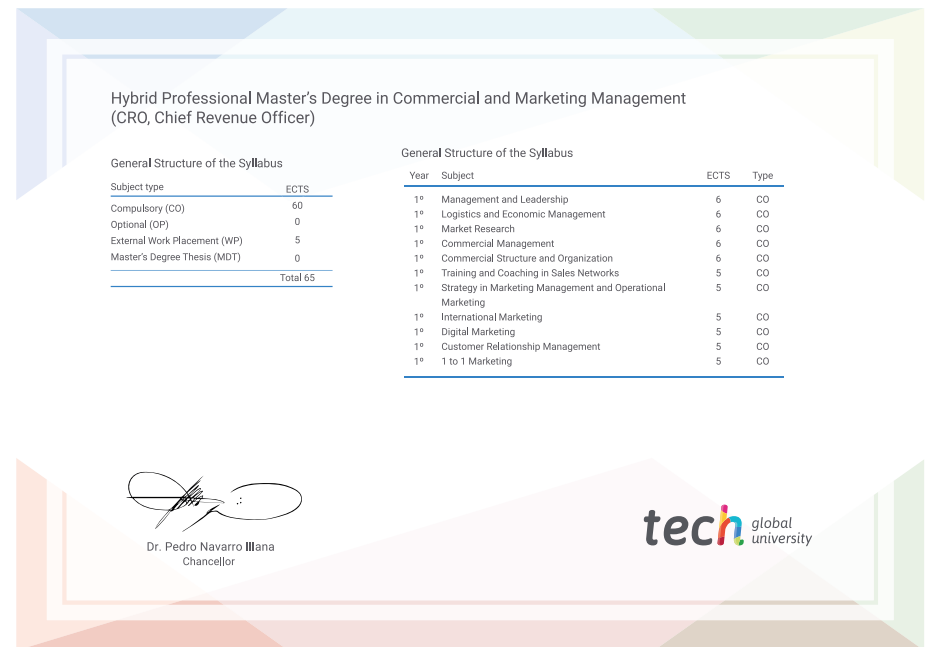 Hybrid Professional Master's Degree in Commercial and Marketing Management
(CRO, Chief Revenue Officer)
General Structure of the Syllabus
Subject type ECTS
Compulsory (CO) 60
Optional (OP) 0
External Work Placement (WP) 5
Master's Degree Thesis (MDT) 0
Total 65
General Structure of the Syllabus
Year Subject ECTS Type
1º Management and Leadership 6 CO
1º Logistics and Economic Management 6 CO
1º Market Research 6 CO
1º Commercial Management 6 CO
1º Commercial Structure and Organization 6 CO
1º Training and Coaching in Sales Networks 5 CO
1º Strategy in Marketing Management and Operational 5 CO
Marketing
1º International Marketing 5 CO
1º Digital Marketing 5 CO
1º Customer Relationship Management 5 CO
1º 1 to 1 Marketing 5 CO
Dr. Pedro Navarro Illana
Chancellor
tech global
university